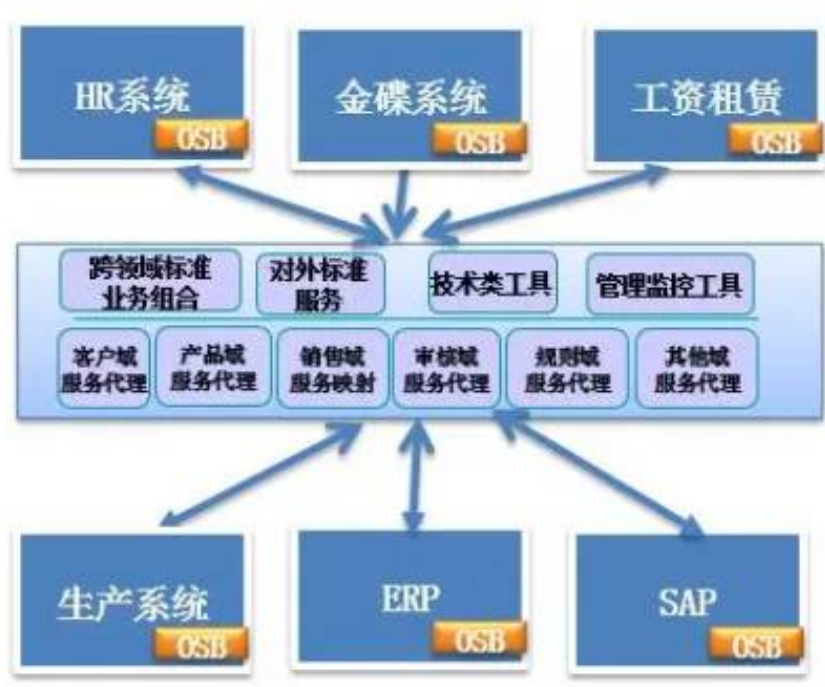 HR系统
OSB
金碟系统
OSB
工资租赁
OSB
跨领域标准
业务组合
对外标准
服务
技术类工具
管理监控工具
客户域
服务代理
产品域
服务代理
销售域
服务映射
审核域
服务代理
规则域
服务代理
其他域
服务代理
生产系统
OSB
ERP
OSB
SAP
OSB